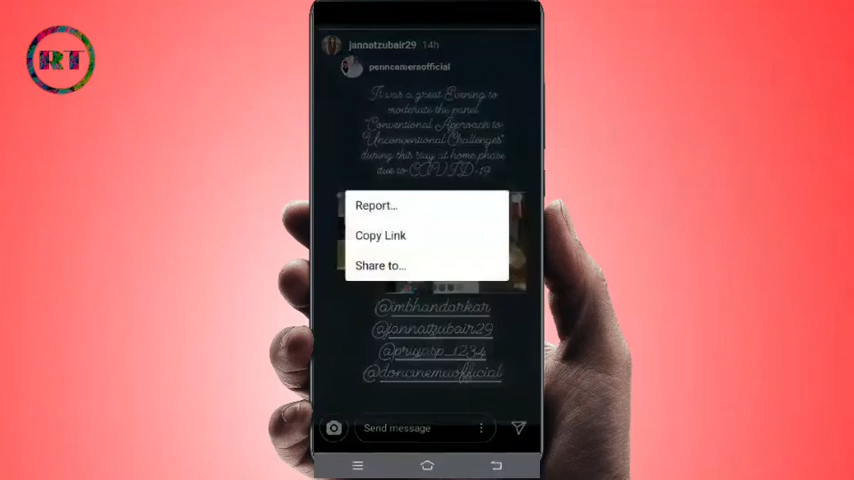 RT
jannatzubair29 14h
penncameraofficial
It was a great Evening to
moderate the panel
"Conventional Approach to
Unconventional Challenges"
during this stay at home phase
due to COVID-19
Report...
Copy Link
Share to...
@imbhandarkar
@jannatzubair29
@priyasp_1234
@doncinemaofficial
Send message